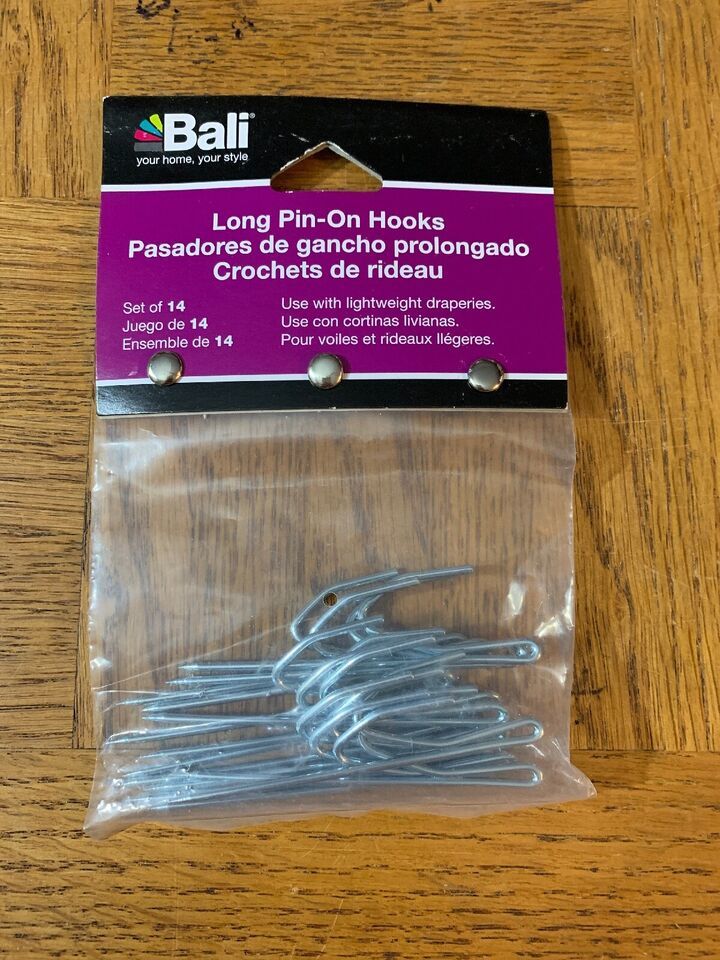 Bali®
your home, your style
Long Pin-On Hooks
Pasadores de gancho prolongado
Crochets de rideau
Set of 14
Juego de 14
Ensemble de 14
Use with lightweight draperies.
Use con cortinas livianas.
Pour voiles et rideaux llégeres.